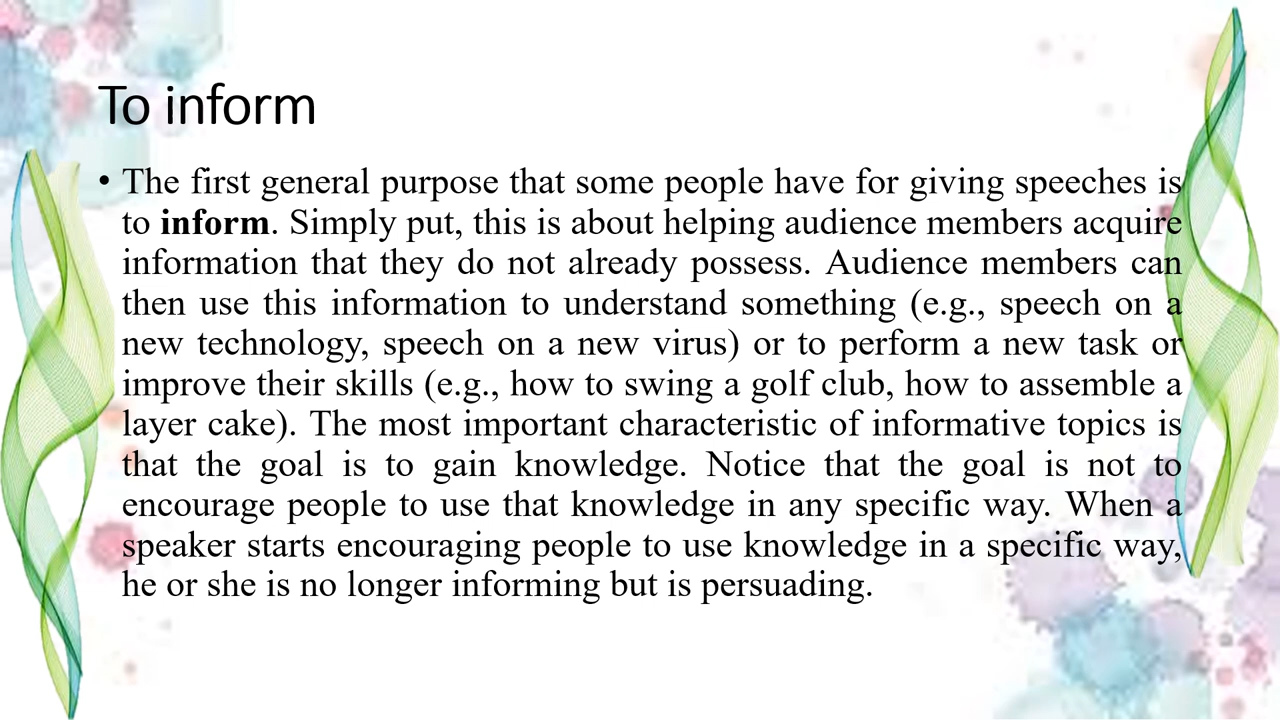 To inform
• The first general purpose that some people have for giving speeches is
to inform. Simply put, this is about helping audience members acquire
information that they do not already possess. Audience members can
then use this information to understand something (e.g., speech on a
new technology, speech on a new virus) or to perform a new task or
improve their skills (e.g., how to swing a golf club, how to assemble a
layer cake). The most important characteristic of informative topics is
that the goal is to gain knowledge. Notice that the goal is not to
encourage people to use that knowledge in any specific way. When a
speaker starts encouraging people to use knowledge in a specific way,
he or she is no longer informing but is persuading.